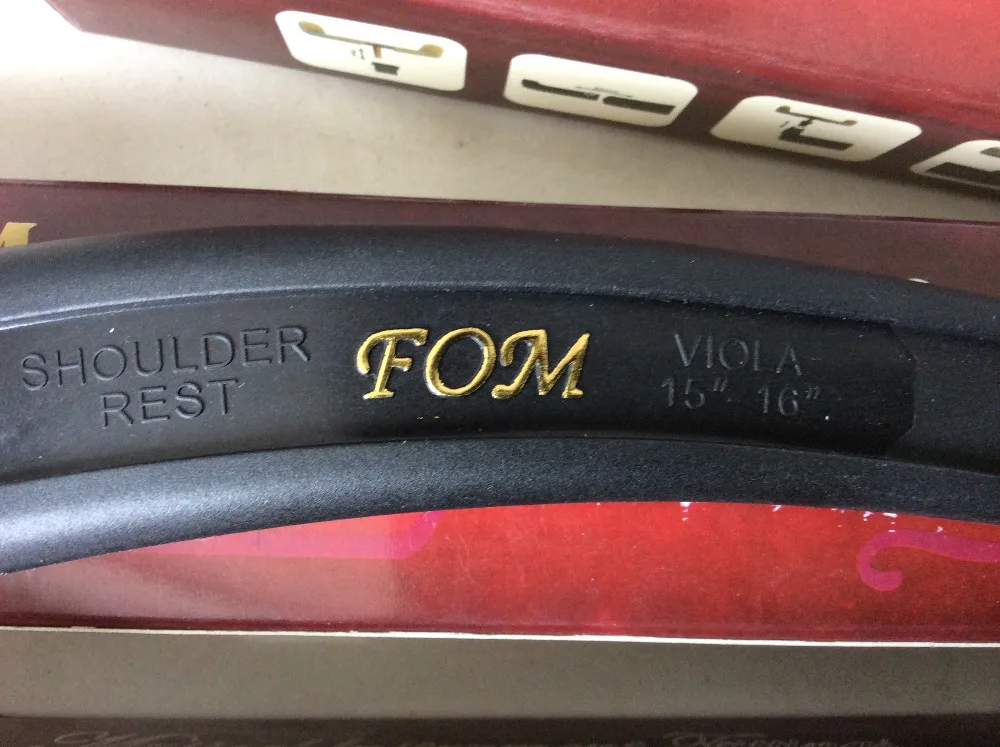 SHOULDER
REST
FOM
VIOLA
15" 16"